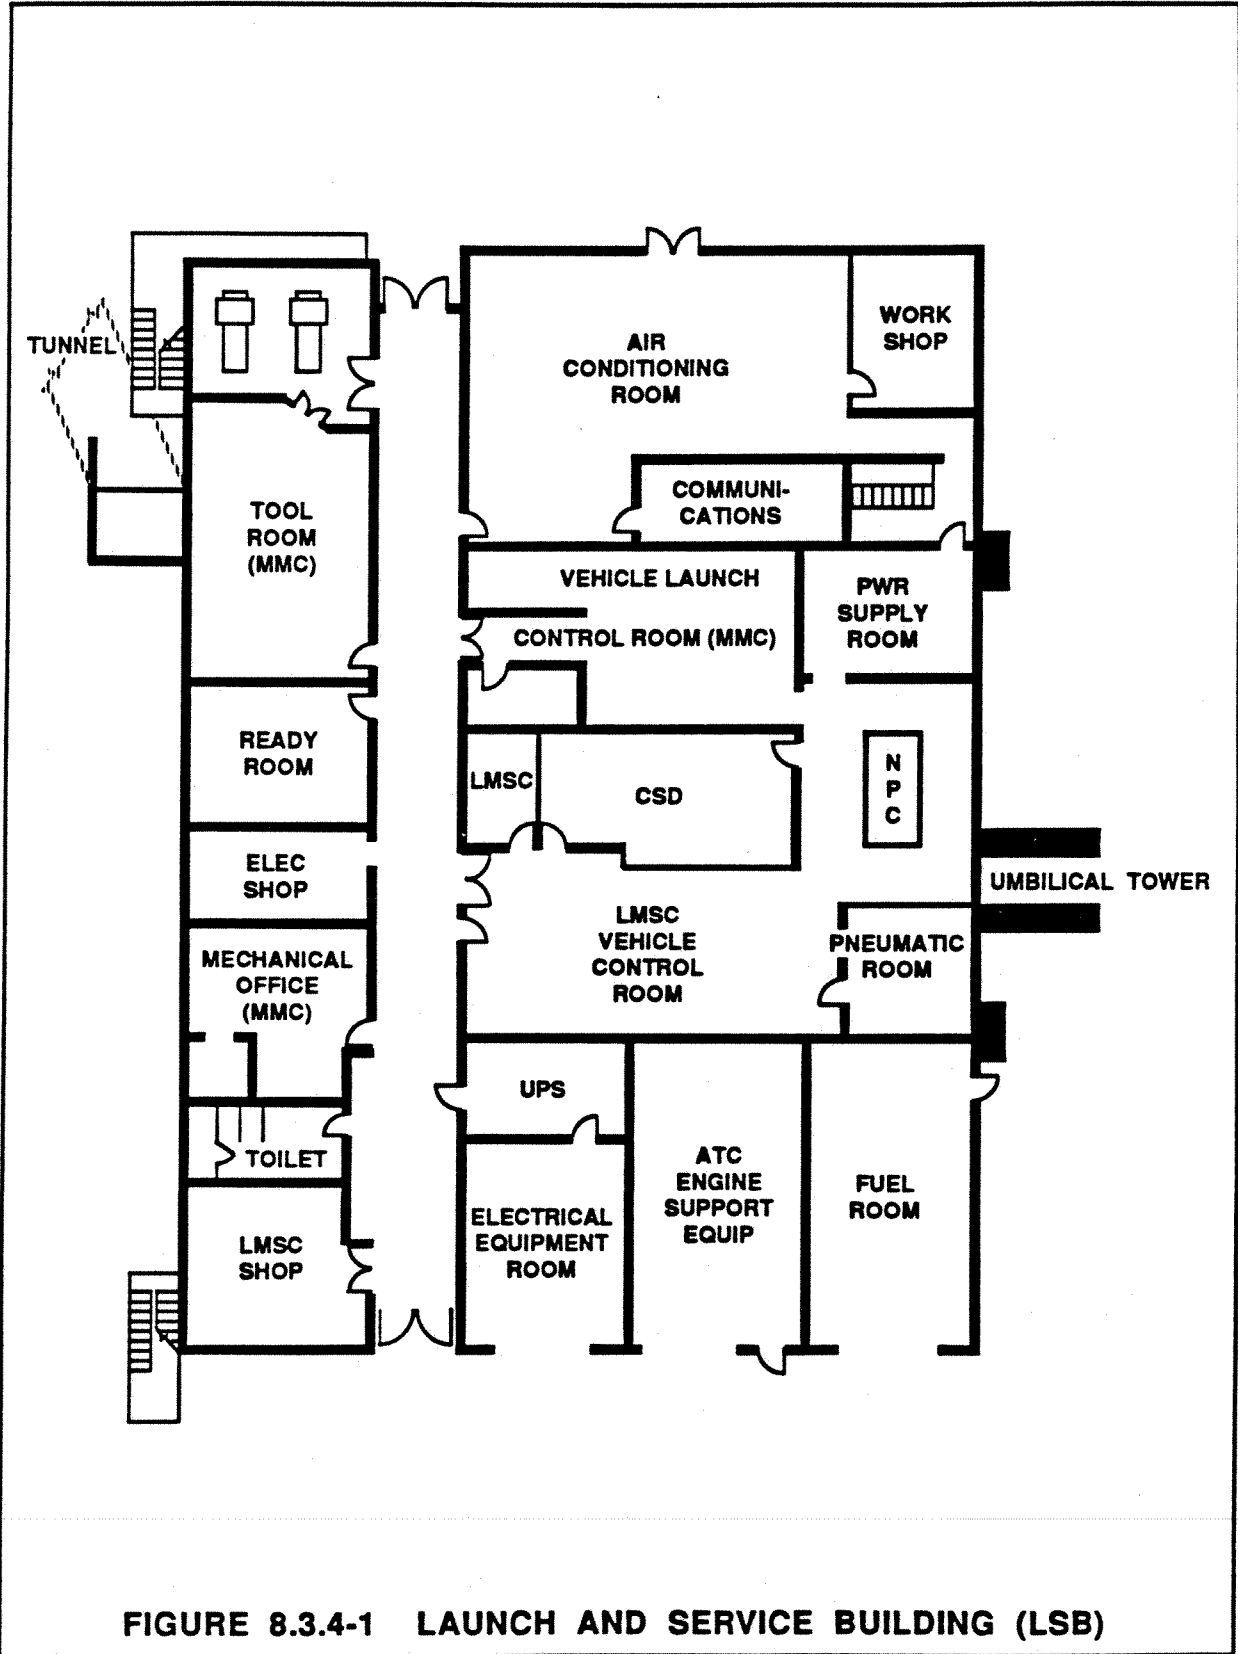 TUNNEL
AIR
CONDITIONING
ROOM
WORK
SHOP
TOOL
ROOM
(MMC)
COMMUNI-
CATIONS
VEHICLE LAUNCH
CONTROL ROOM (MMC)
PWR
SUPPLY
ROOM
READY
ROOM
LMSC
CSD
N
P
C
ELEC
SHOP
UMBILICAL TOWER
MECHANICAL
OFFICE
(MMC)
LMSC
VEHICLE
CONTROL
ROOM
PNEUMATIC
ROOM
UPS
TOILET
ATC
ENGINE
SUPPORT
EQUIP
FUEL
ROOM
LMSC
SHOP
ELECTRICAL
EQUIPMENT
ROOM
FIGURE 8.3.4-1 LAUNCH AND SERVICE BUILDING (LSB)